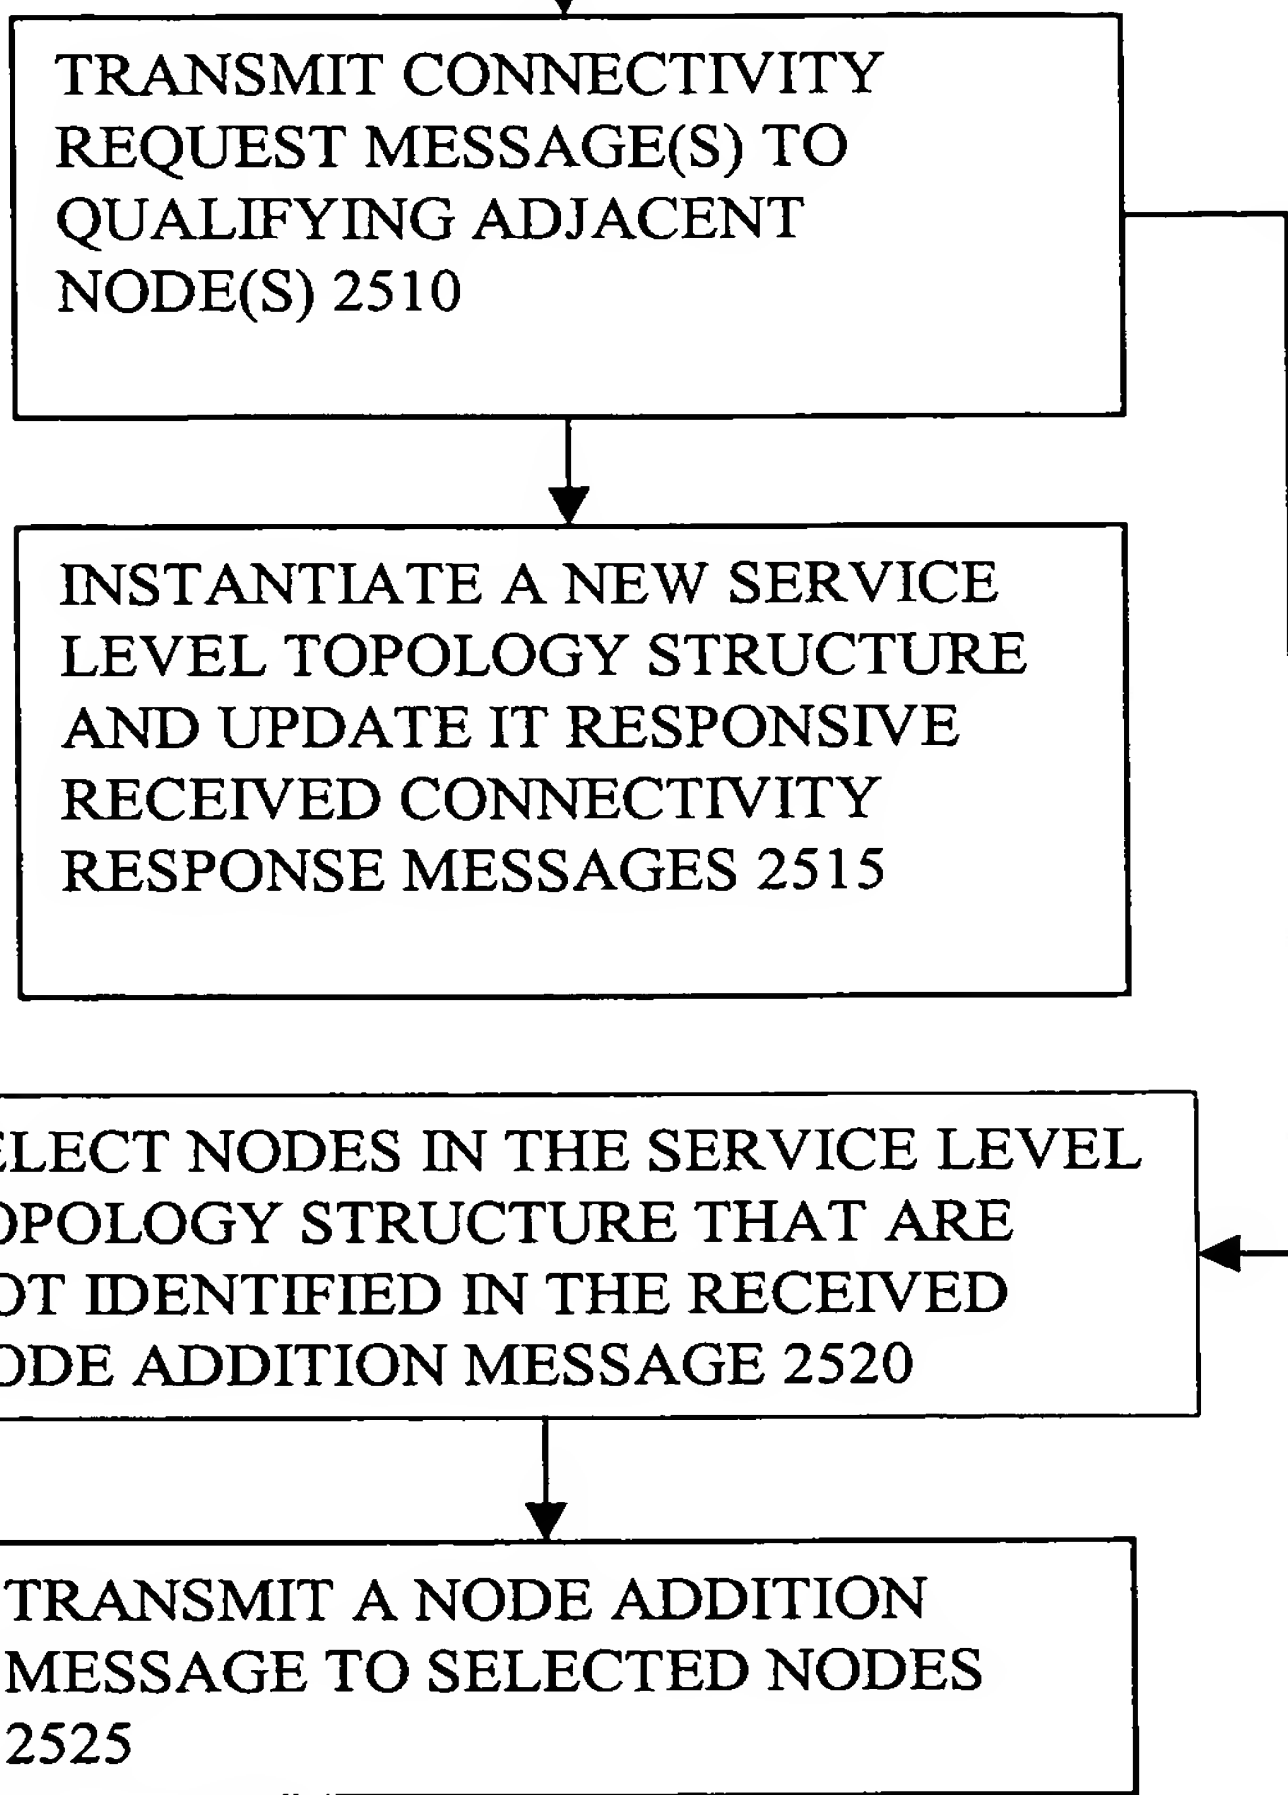 TRANSMIT CONNECTIVITY
REQUEST MESSAGE(S) TO
QUALIFYING ADJACENT
NODE(S) 2510
INSTANTIATE A NEW SERVICE
LEVEL TOPOLOGY STRUCTURE
AND UPDATE IT RESPONSIVE
RECEIVED CONNECTIVITY
RESPONSE MESSAGES 2515
ELECT NODES IN THE SERVICE LEVEL
OPOLOGY STRUCTURE THAT ARE
OT IDENTIFIED IN THE RECEIVED
ODE ADDITION MESSAGE 2520
TRANSMIT A NODE ADDITION
MESSAGE TO SELECTED NODES
2525